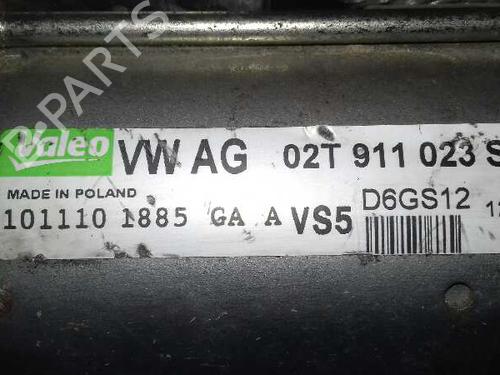 Valeo VW AG 02T 911 023 S
MADE IN POLAND
101110 1885 GA A VS5 D6GS12
B-PARTS